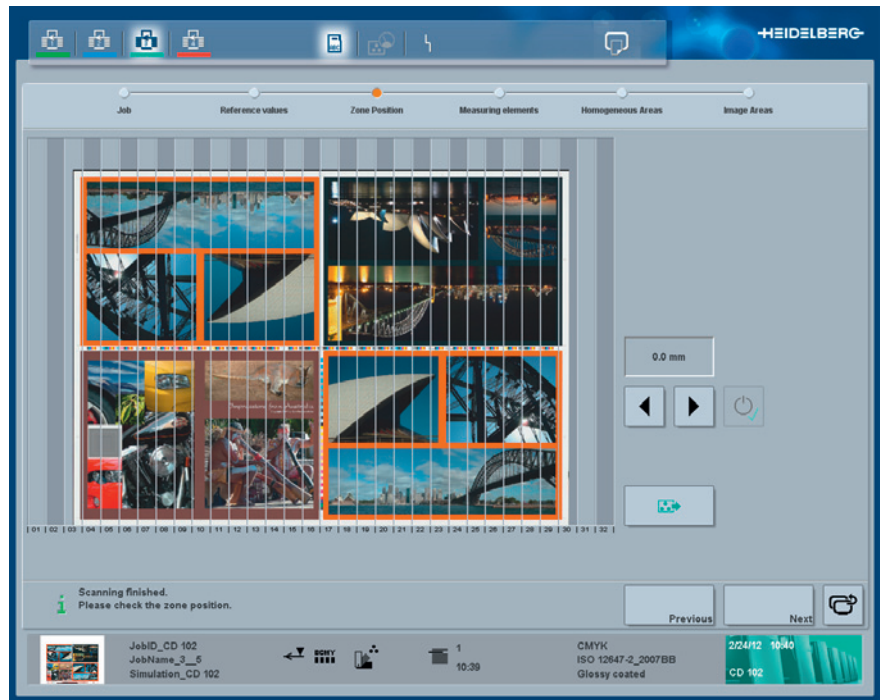 HEIDELBERG
Job
Reference values
Zone Position
Measuring elements
Homogeneous Areas
Image Areas
0.0 mm
| 01 | 02 | 03 | 04 | 05 | 06 | 07 | 08 | 09 | 10 | 11 | 12 | 13 | 14 | 15 | 16 | 17 | 18 | 19 | 20 | 21 | 22 | 23 | 24 | 25 | 26 | 27 | 28 | 29 | 30 | 31 | 32 |
Scanning finished.
Please check the zone position.
Previous
Next
JobID_CD 102
JobName_3__5
Simulation_CD 102
1
10:39
CMYK
ISO 12647-2_2007BB
Glossy coated
2/24/12 10:40
CD 102